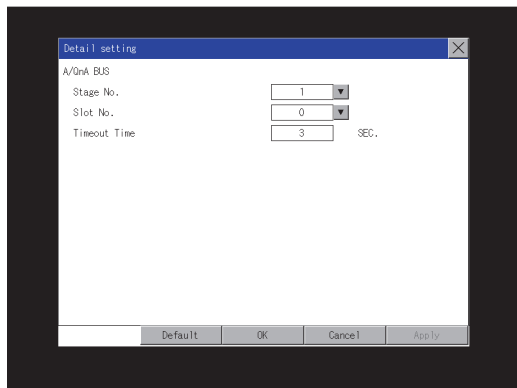 Detail setting
A/QnA BUS
Stage No. 1
Slot No. 0
Timeout Time 3 SEC.
Default OK Cancel Apply